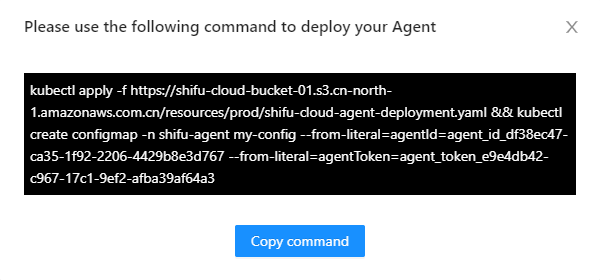 Please use the following command to deploy your Agent
X
kubectl apply -f https://shifu-cloud-bucket-01.s3.cn-north-
1.amazonaws.com.cn/resources/prod/shifu-cloud-agent-deployment.yaml && kubectl
create configmap -n shifu-agent my-config --from-literal=agentId=agent_id_df38ec47-
ca35-1f92-2206-4429b8e3d767 --from-literal=agentToken=agent_token_e9e4db42-
c967-17c1-9ef2-afba39af64a3
Copy command